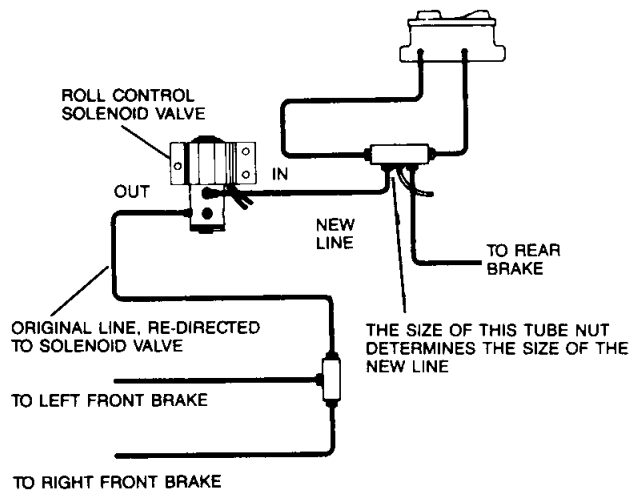 ROLL CONTROL
SOLENOID VALVE
OUT
IN
NEW
LINE
TO REAR
BRAKE
ORIGINAL LINE, RE-DIRECTED
TO SOLENOID VALVE
THE SIZE OF THIS TUBE NUT
DETERMINES THE SIZE OF THE
NEW LINE
TO LEFT FRONT BRAKE
TO RIGHT FRONT BRAKE